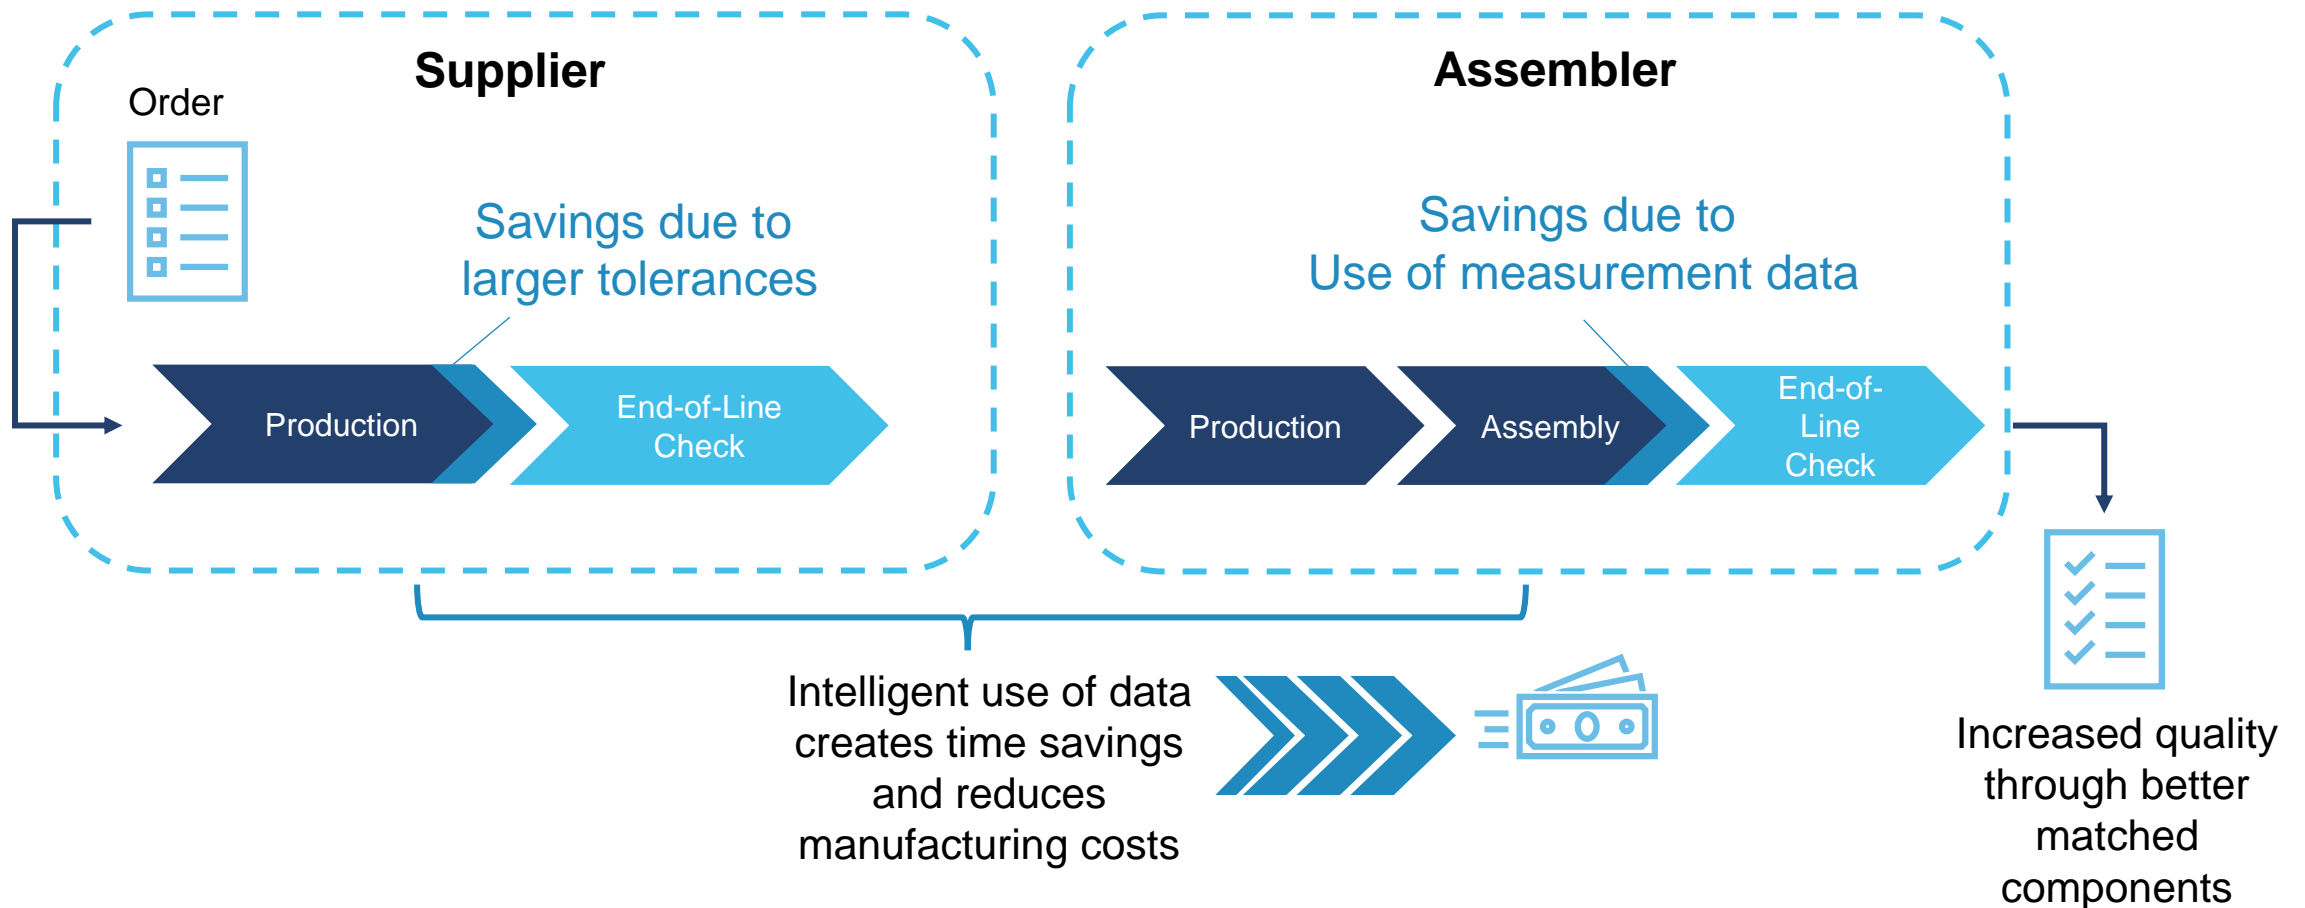 Supplier
Order
Savings due to
larger tolerances
Production
End-of-Line
Check
Assembler
Savings due to
Use of measurement data
Production
Assembly
End-of-
Line
Check
Intelligent use of data
creates time savings
and reduces
manufacturing costs
Increased quality
through better
matched
components